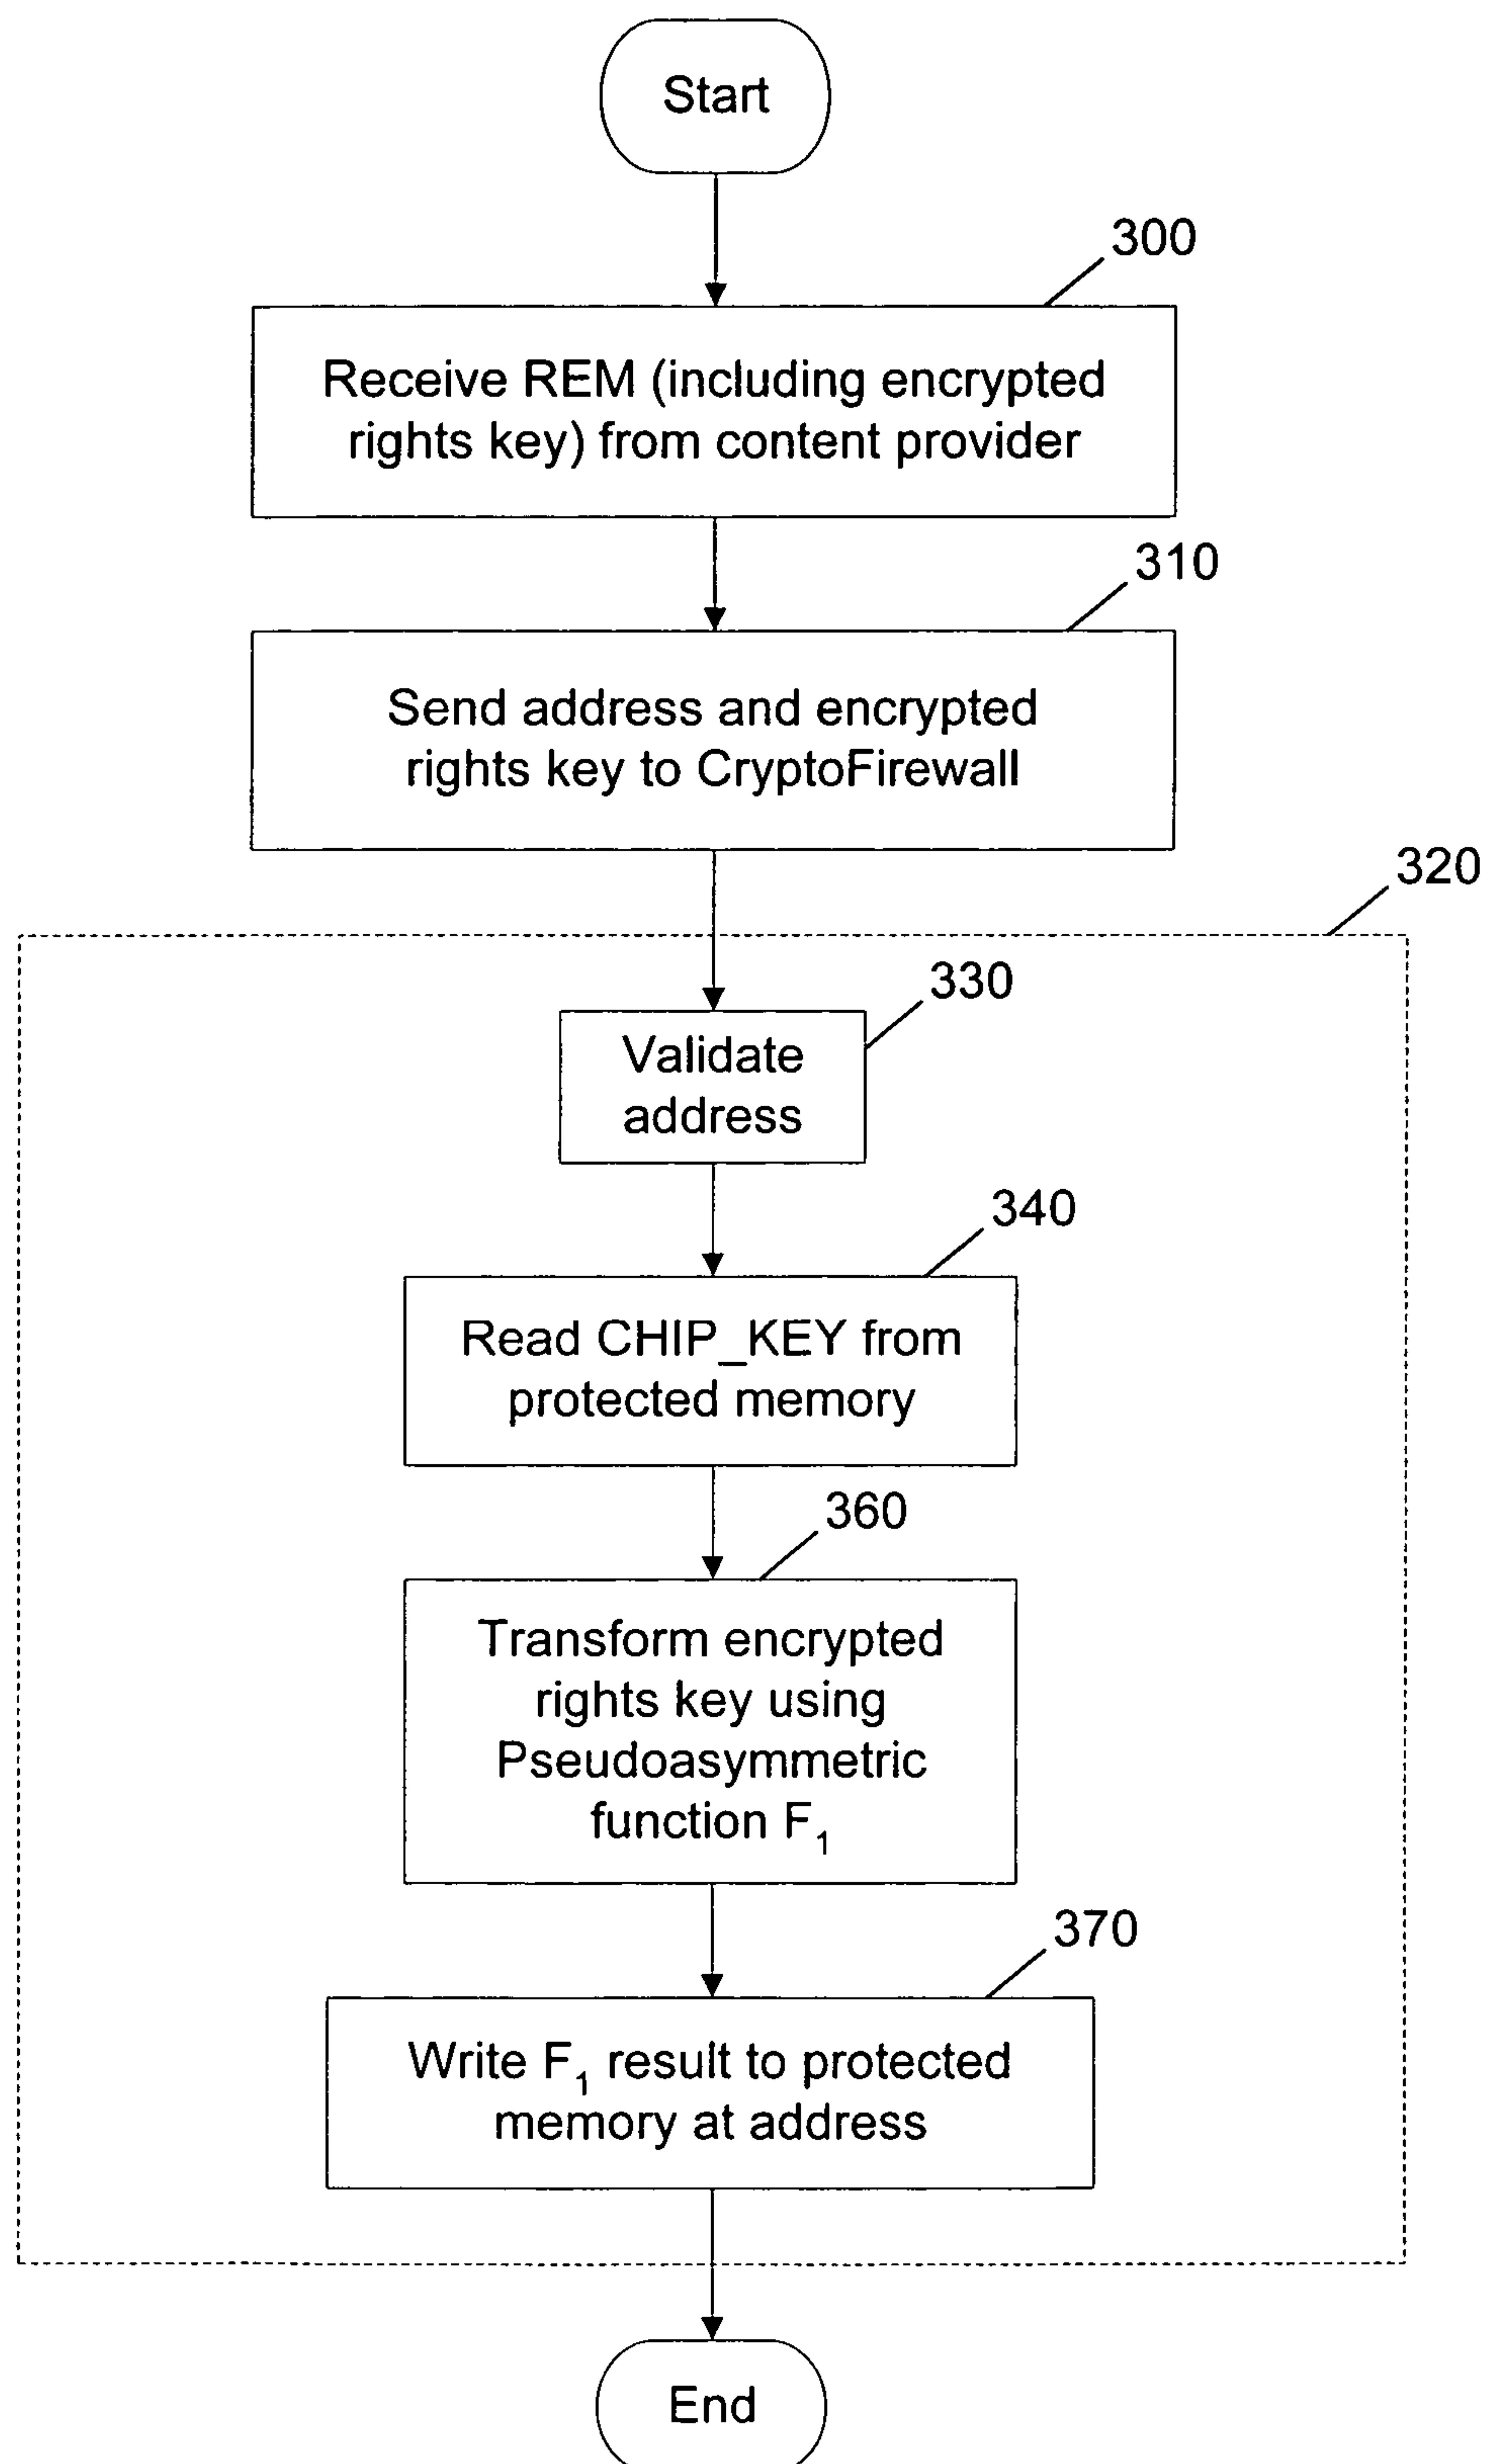 Start
300
Receive REM (including encrypted
rights key) from content provider
310
Send address and encrypted
rights key to CryptoFirewall
320
330
Validate
address
340
Read CHIP_KEY from
protected memory
360
Transform encrypted
rights key using
Pseudoasymmetric
function F₁
370
Write F₁ result to protected
memory at address
End